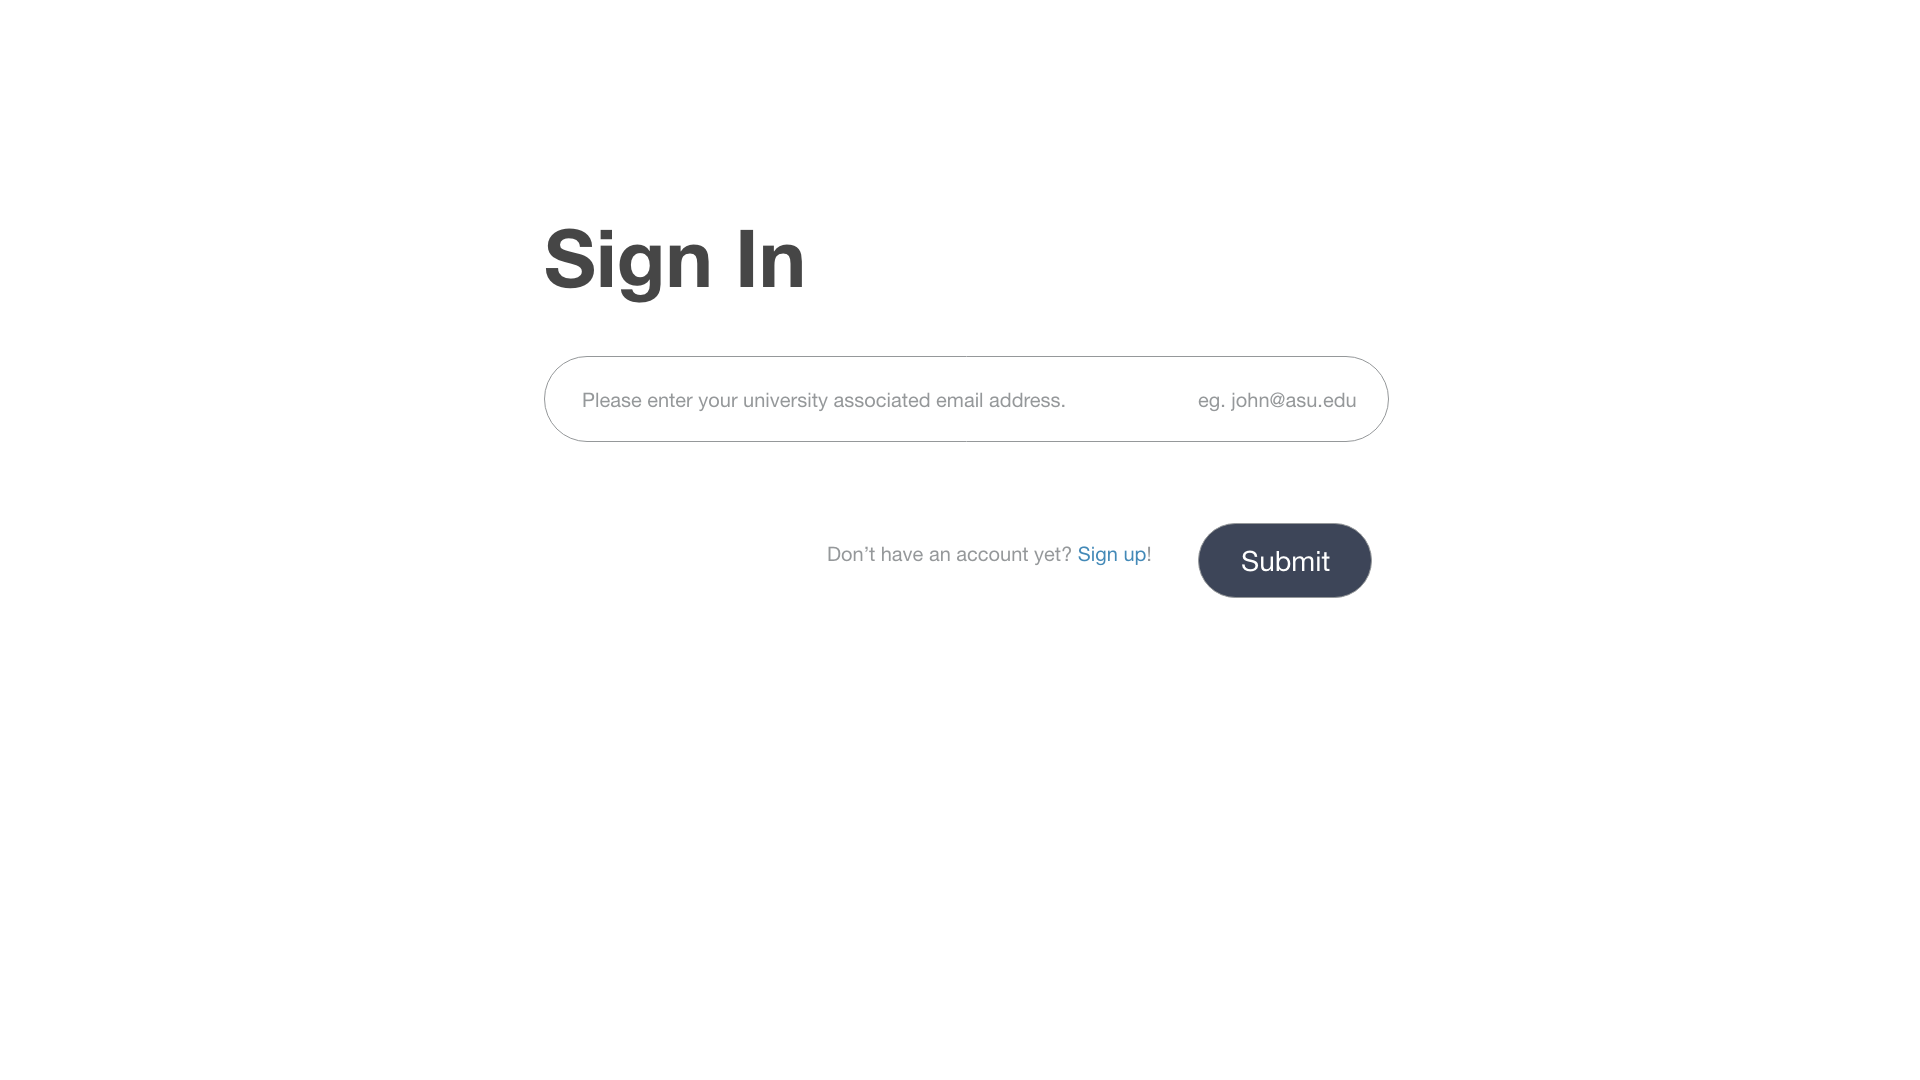 Sign In
Please enter your university associated email address. eg. john@asu.edu
Don’t have an account yet? Sign up!
Submit